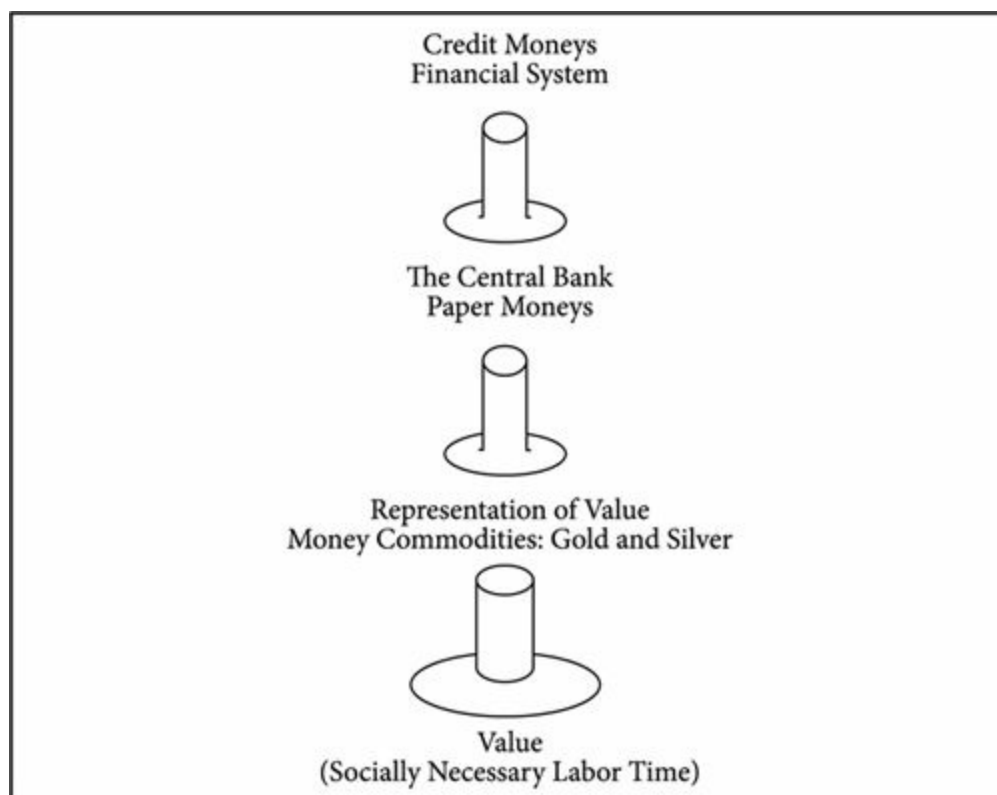 Credit Moneys
Financial System
The Central Bank
Paper Moneys
Representation of Value
Money Commodities: Gold and Silver
Value
(Socially Necessary Labor Time)